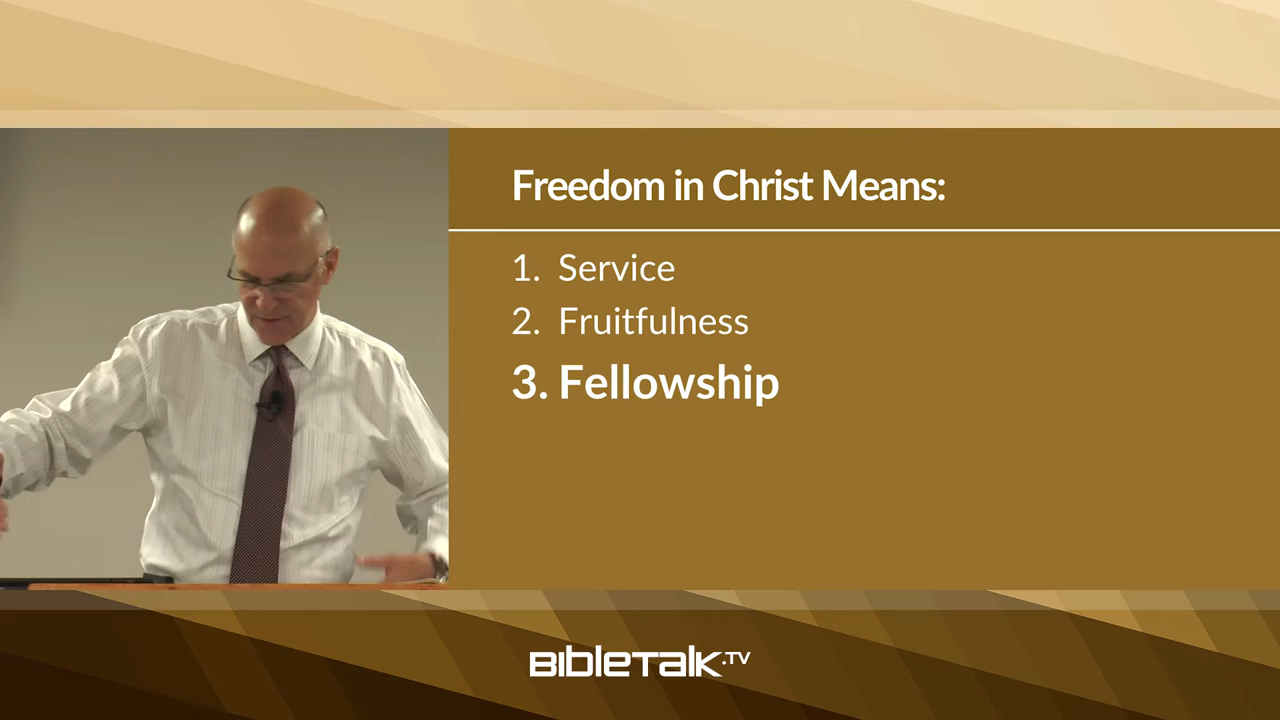 Freedom in Christ Means:
1. Service
2. Fruitfulness
3. Fellowship
BIBLETALK.TV